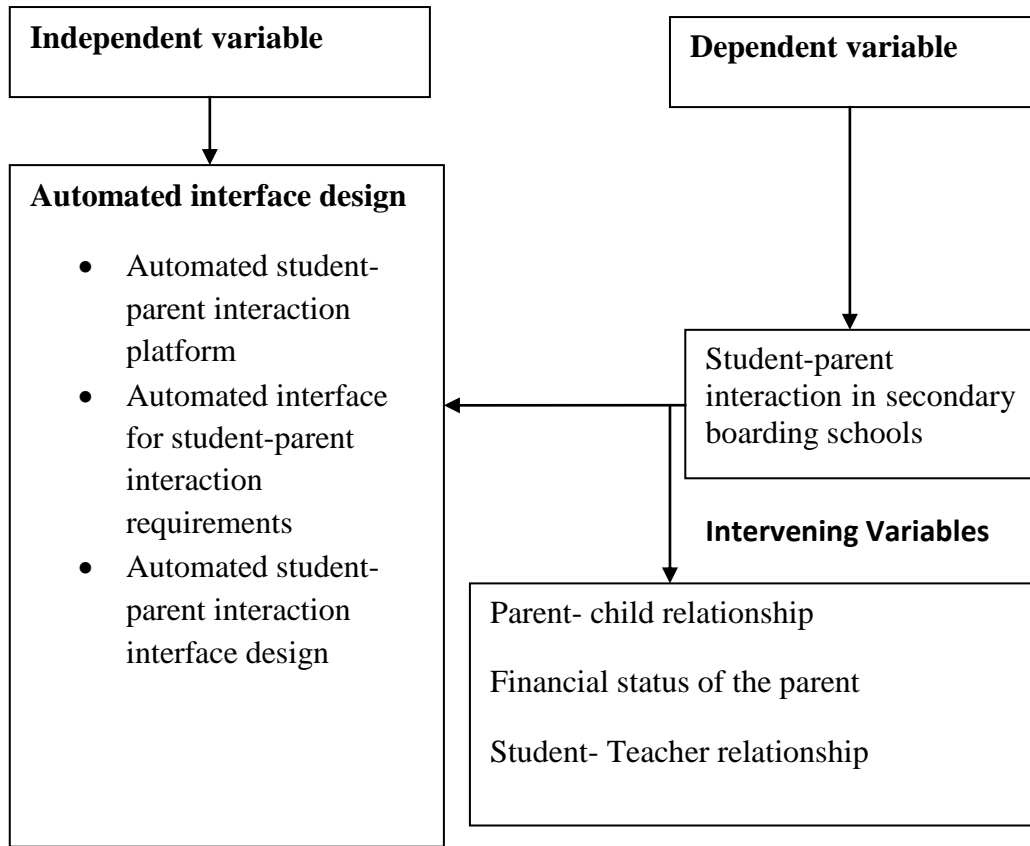 Independent variable
Automated interface design
• Automated student-
parent interaction
platform
• Automated interface
for student-parent
interaction
requirements
• Automated student-
parent interaction
interface design
Dependent variable
Student-parent
interaction in secondary
boarding schools
Intervening Variables
Parent- child relationship
Financial status of the parent
Student- Teacher relationship